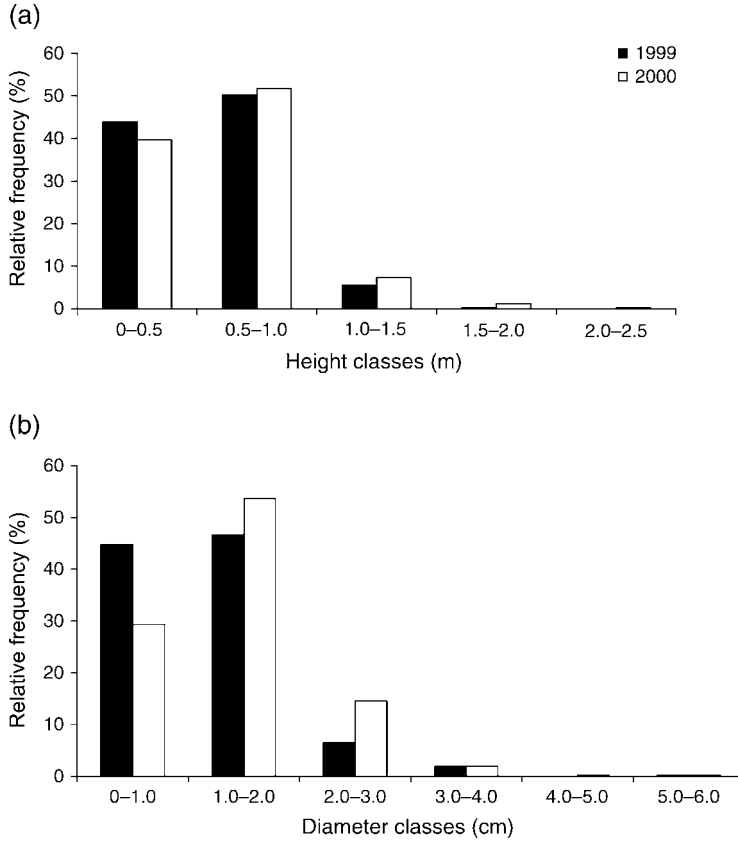 (a)
60
50
40
30
20
10
0
Relative frequency (%)
1999
2000
0–0.5 0.5–1.0 1.0–1.5 1.5–2.0 2.0–2.5
Height classes (m)
(b)
60
50
40
30
20
10
0
Relative frequency (%)
0–1.0 1.0–2.0 2.0–3.0 3.0–4.0 4.0–5.0 5.0–6.0
Diameter classes (cm)